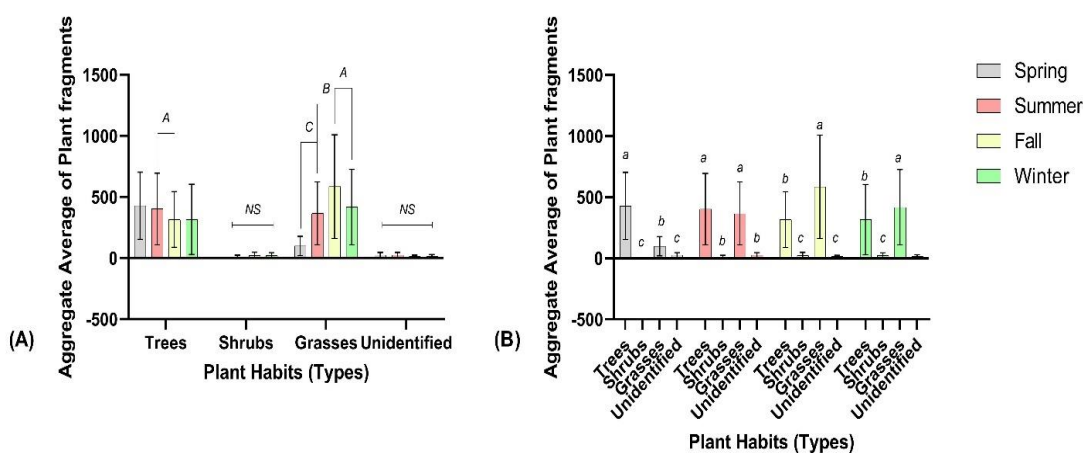 Aggregate Average of Plant fragments
1500
1000
500
0
-500
A
NS
C
B
A
NS
Trees
Shrubs
Grasses
Unidentified
Plant Habits (Types)
(A)
Aggregate Average of Plant fragments
1500
1000
500
0
-500
a
c
b
c
a
b
a
b
b
c
a
c
b
c
a
c
Trees
Shrubs
Grasses
Unidentified
Trees
Shrubs
Grasses
Unidentified
Trees
Shrubs
Grasses
Unidentified
Trees
Shrubs
Grasses
Unidentified
Plant Habits (Types)
(B)
Spring
Summer
Fall
Winter